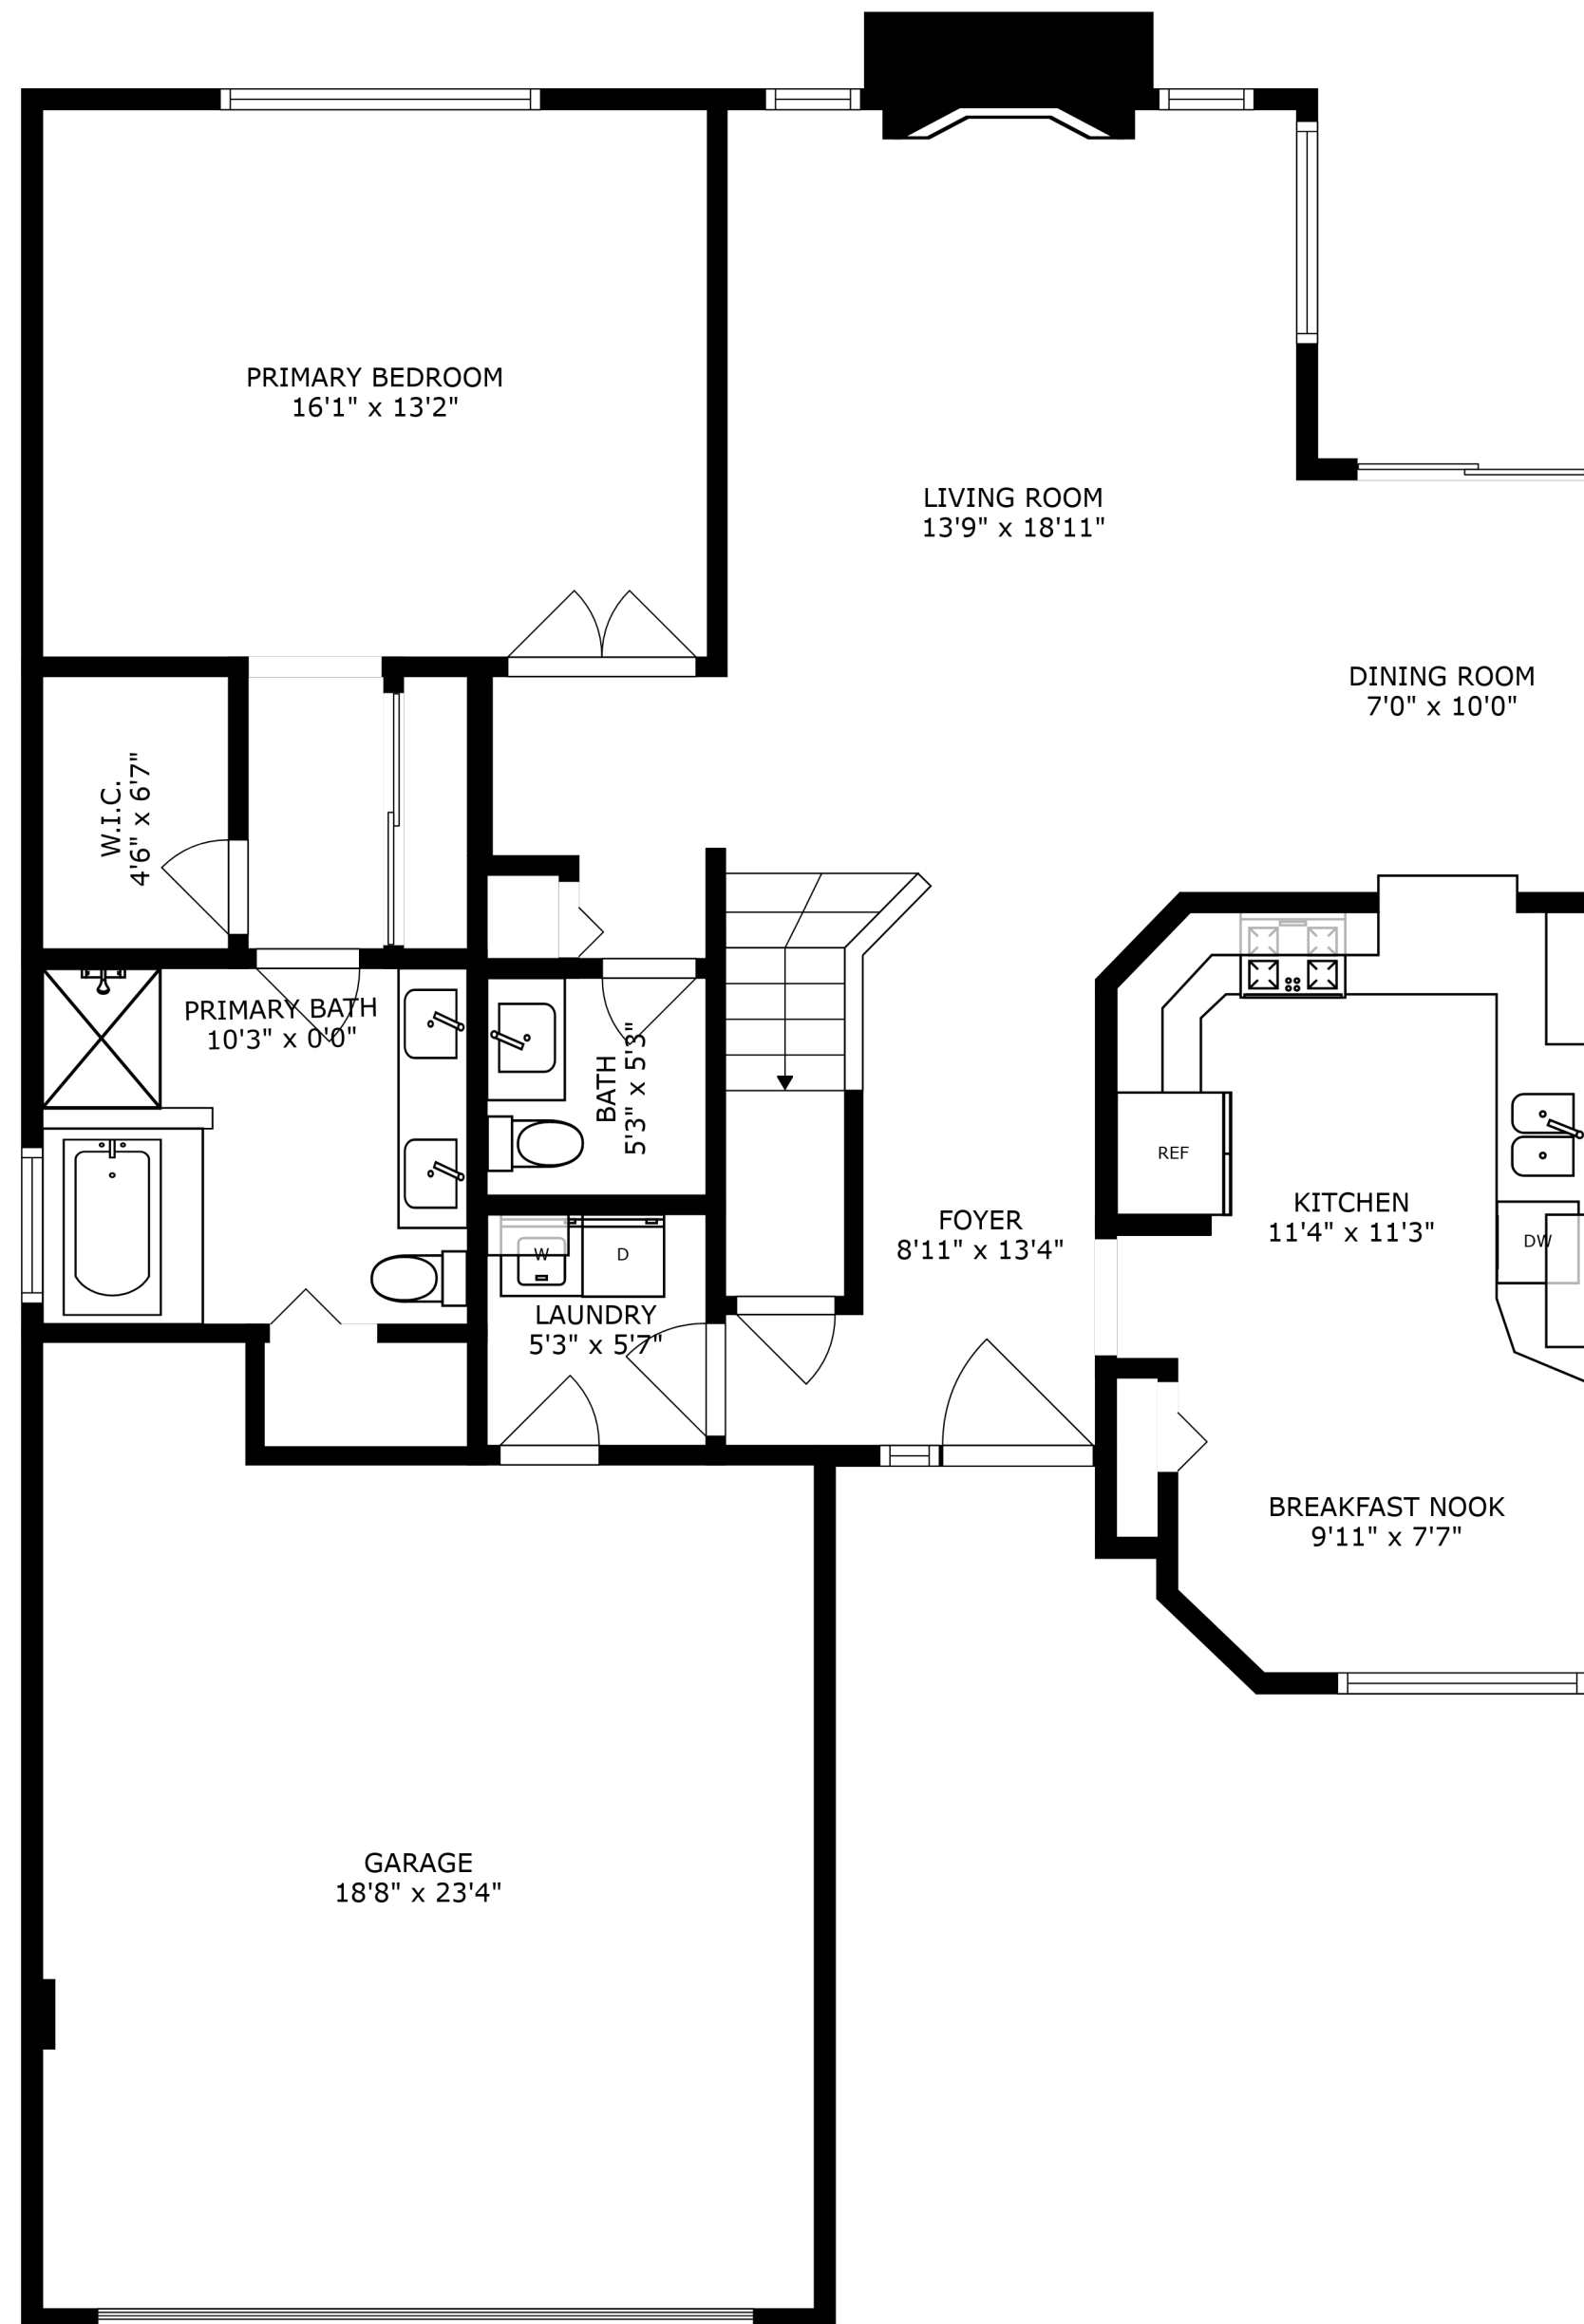 PRIMARY BEDROOM
16'1" x 13'2"
LIVING ROOM
13'9" x 18'11"
DINING ROOM
7'0" x 10'0"
W.I.C.
4'6" x 6'7"
PRIMARY BATH
10'3" x 0'0"
BATH
5'3" x 5'3"
REF
KITCHEN
11'4" x 11'3"
DW
FOYER
8'11" x 13'4"
W
D
LAUNDRY
5'3" x 5'7"
BREAKFAST NOOK
9'11" x 7'7"
GARAGE
18'8" x 23'4"